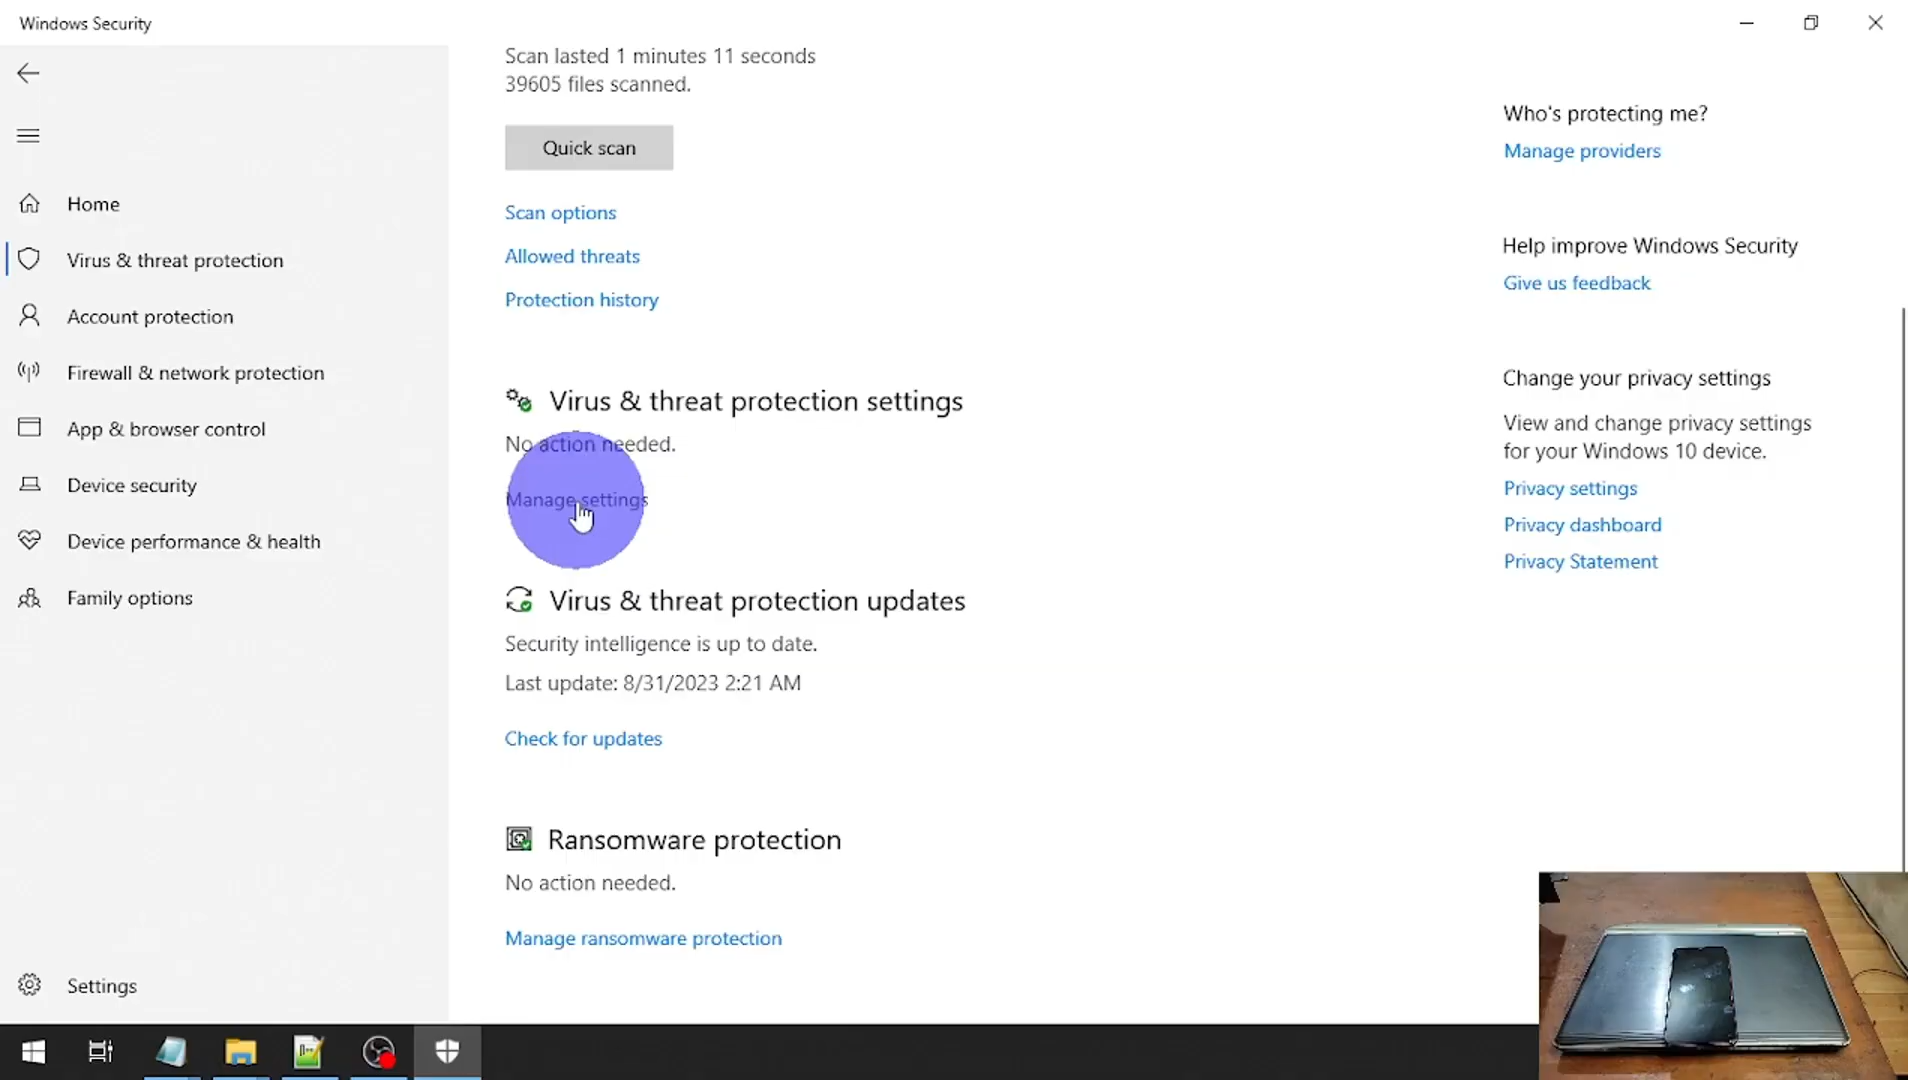 Windows Security
Scan lasted 1 minutes 11 seconds
39605 files scanned.
Quick scan
Scan options
Allowed threats
Protection history
Home
Virus & threat protection
Account protection
Firewall & network protection
App & browser control
Device security
Device performance & health
Family options
Settings
Virus & threat protection settings
No action needed.
Manage settings
Virus & threat protection updates
Security intelligence is up to date.
Last update: 8/31/2023 2:21 AM
Check for updates
Ransomware protection
No action needed.
Manage ransomware protection
Who's protecting me?
Manage providers
Help improve Windows Security
Give us feedback
Change your privacy settings
View and change privacy settings
for your Windows 10 device.
Privacy settings
Privacy dashboard
Privacy Statement